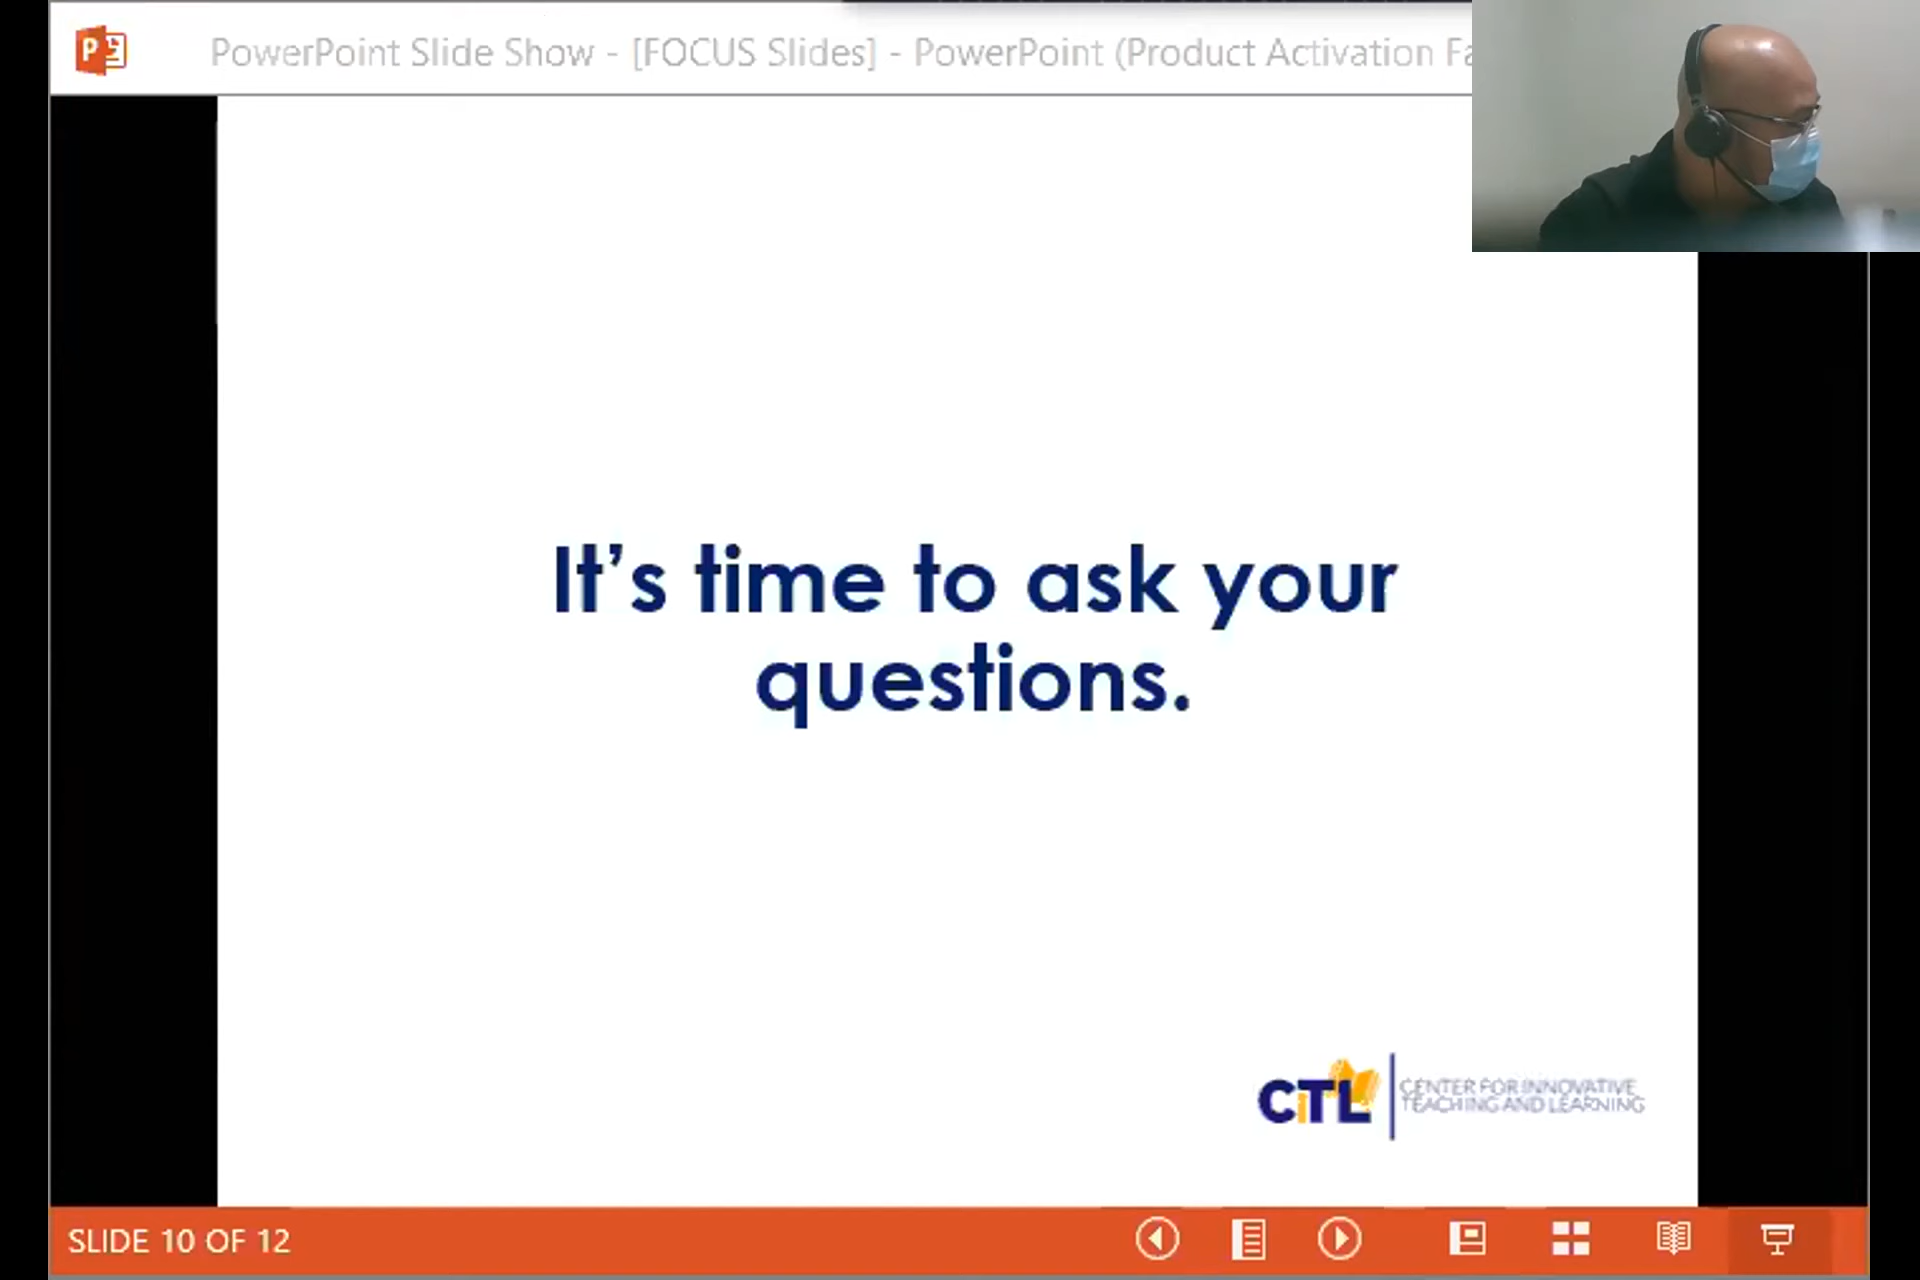 PowerPoint Slide Show - [FOCUS Slides] - PowerPoint (Product Activation Fa
It's time to ask your
questions.
CiTL
CENTER FOR INNOVATIVE
TEACHING AND LEARNING
SLIDE 10 OF 12